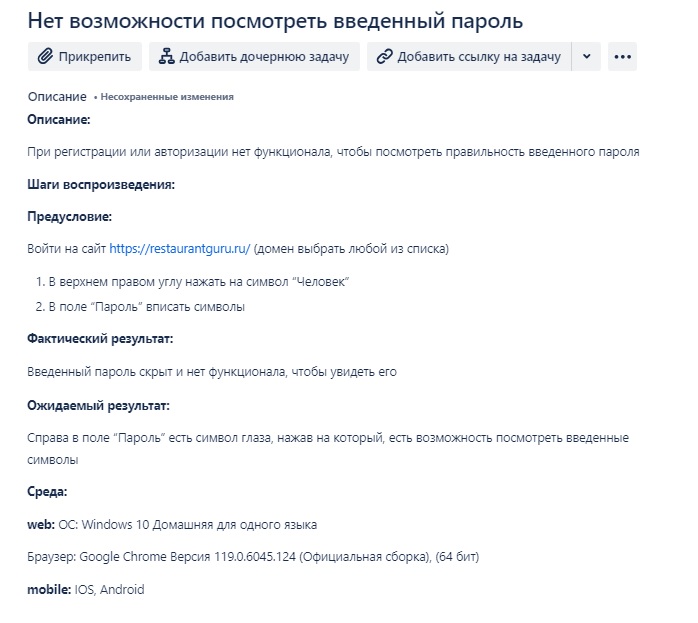 Нет возможности посмотреть введенный пароль
Прикрепить Добавить дочернюю задачу Добавить ссылку на задачу
Описание • Несохраненные изменения
Описание:
При регистрации или авторизации нет функционала, чтобы посмотреть правильность введенного пароля
Шаги воспроизведения:
Предусловие:
Войти на сайт https://restaurantguru.ru/ (домен выбрать любой из списка)
1. В верхнем правом углу нажать на символ “Человек”
2. В поле “Пароль” вписать символы
Фактический результат:
Введенный пароль скрыт и нет функционала, чтобы увидеть его
Ожидаемый результат:
Справа в поле “Пароль” есть символ глаза, нажав на который, есть возможность посмотреть введенные
символы
Среда:
web: ОС: Windows 10 Домашняя для одного языка
Браузер: Google Chrome Версия 119.0.6045.124 (Официальная сборка), (64 бит)
mobile: IOS, Android